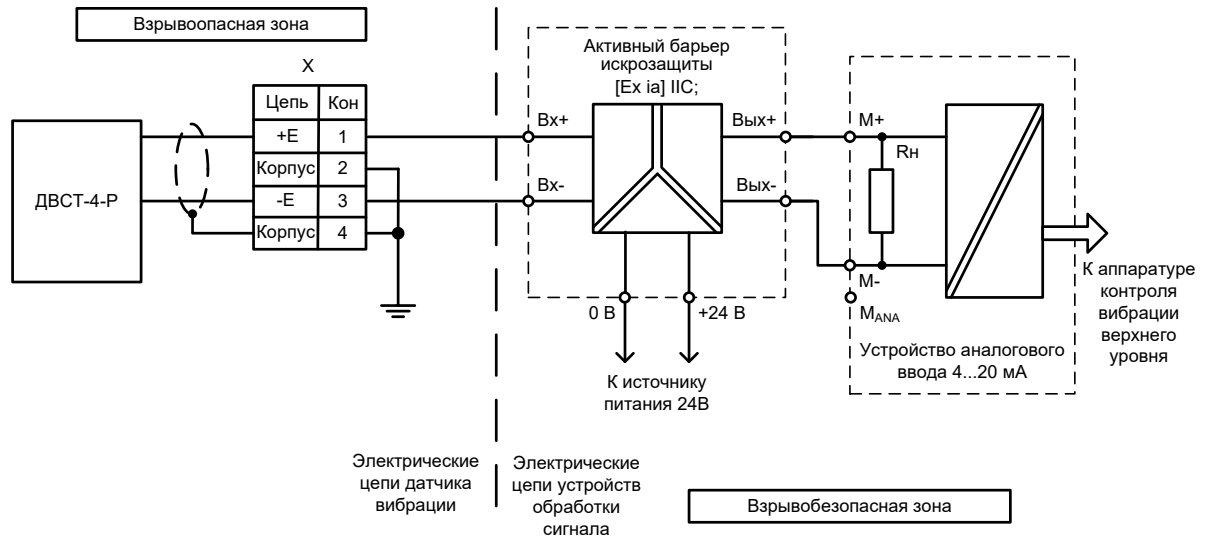 Взрывоопасная зона
Х
Цепь Кон
+Е 1
Корпус 2
-Е 3
Корпус 4
ДВСТ-4-Р
Активный барьер
искрозащиты
[Ex ia] IIC;
Вх+
Вх-
Вых+
Вых-
0 В
+24 В
К источнику
питания 24В
М+
Rн
М-
MANA
Устройство аналогового
ввода 4...20 мА
К аппаратуре
контроля
вибрации
верхнего
уровня
Электрические
цепи датчика
вибрации
Электрические
цепи устройств
обработки
сигнала
Взрывобезопасная зона